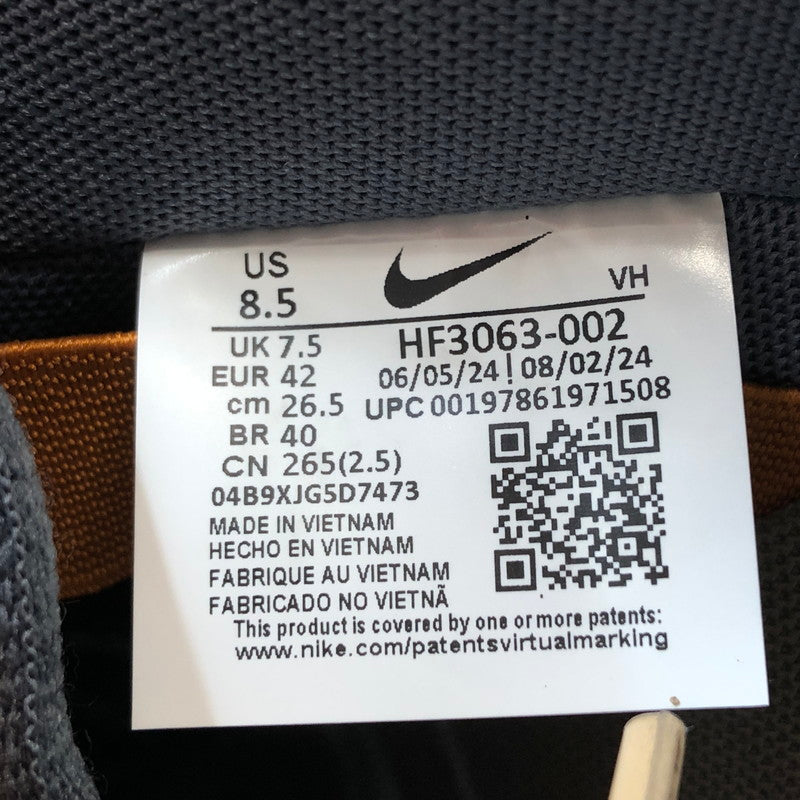 US
8.5
VH
UK 7.5
HF3063-002
EUR 42
06/05/24 ! 08/02/24
cm 26.5
UPC 00197861971508
BR 40
CN 265(2.5)
04B9XJG5D7473
MADE IN VIETNAM
HECHO EN VIETNAM
FABRIQUE AU VIETNAM
FABRICADO NO VIETNÃ
This product is covered by one or more patents:
www.nike.com/patentsvirtualmarking